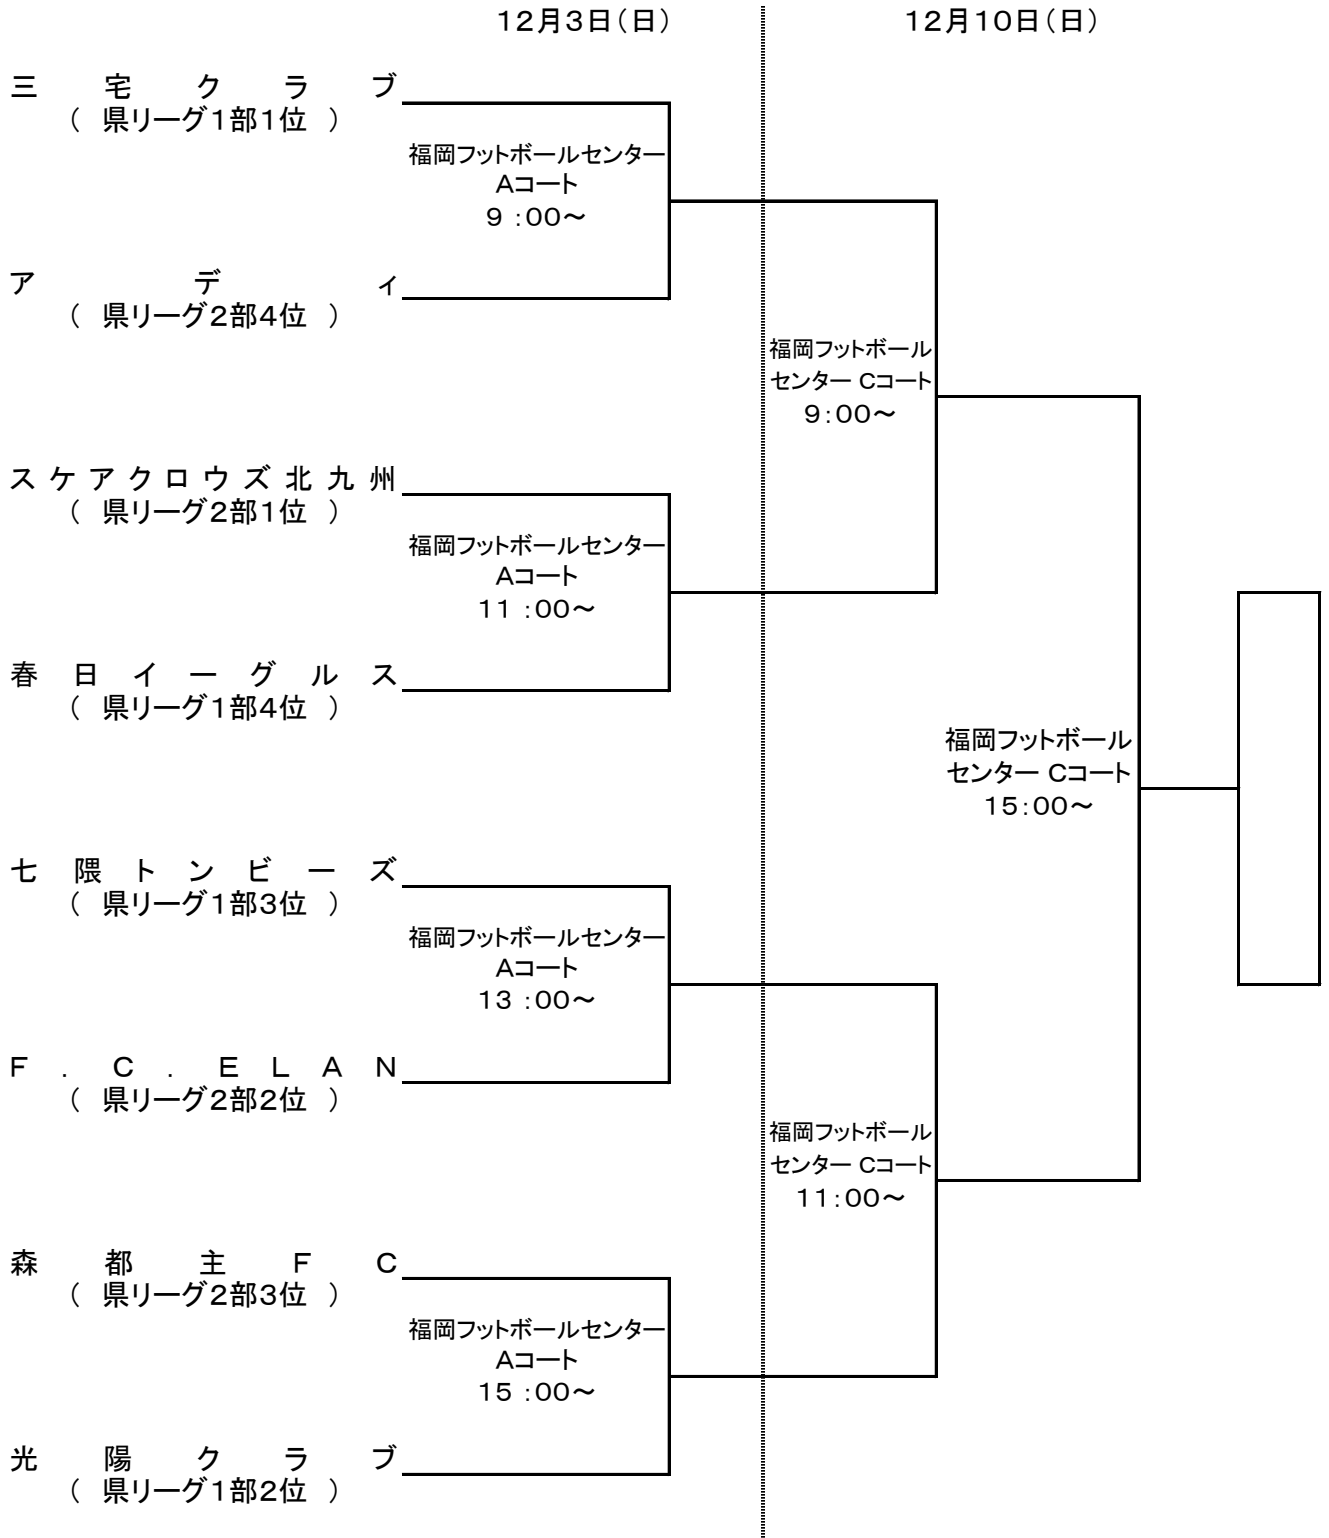 12月3日(日)
12月10日(日)
三宅クラブ
( 県リーグ1部1位 )
福岡フットボールセンター
Aコート
9 :00～
アディ
( 県リーグ2部4位 )
福岡フットボール
センター Cコート
9:00～
スケアクロウズ北九州
( 県リーグ2部1位 )
福岡フットボールセンター
Aコート
11 :00～
春日イーグルス
( 県リーグ1部4位 )
福岡フットボール
センター Cコート
15:00～
七隈トンビーズ
( 県リーグ1部3位 )
福岡フットボールセンター
Aコート
13 :00～
F.C.ELAN
( 県リーグ2部2位 )
福岡フットボール
センター Cコート
11:00～
森都主FC
( 県リーグ2部3位 )
福岡フットボールセンター
Aコート
15 :00～
光陽クラブ
( 県リーグ1部2位 )